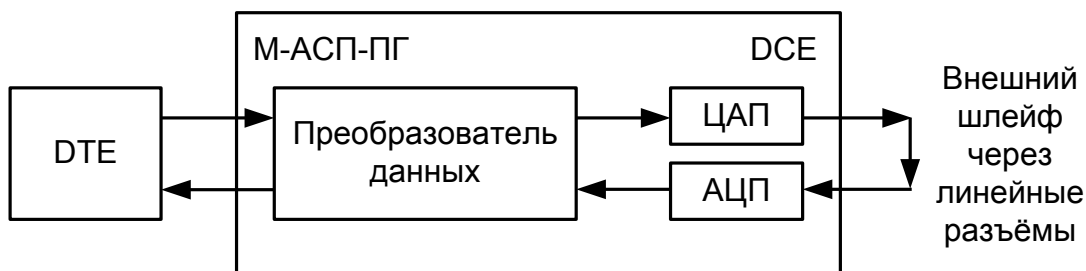 М-АСП-ПГ
DCE
DTE
Преобразователь
данных
ЦАП
АЦП
Внешний
шлейф
через
линейные
разъёмы